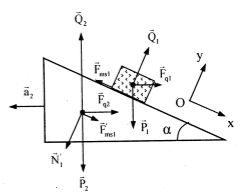 Q⃗₂
Q⃗₁
y
F⃗ms1
F⃗q1
a⃗₂
F⃗q2
O
F⃗ms1
P⃗₁
α
x
N⃗'₁
P⃗₂